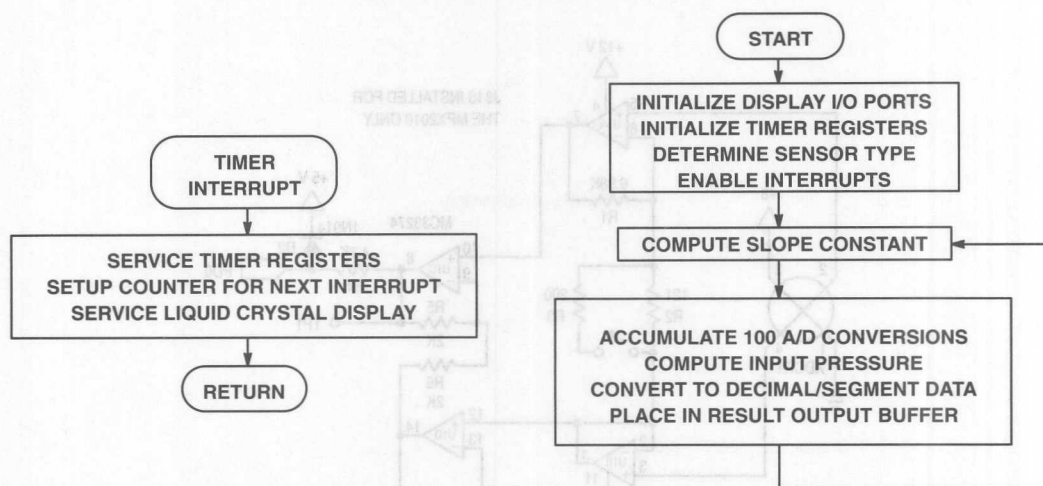 START
INITIALIZE DISPLAY I/O PORTS
INITIALIZE TIMER REGISTERS
DETERMINE SENSOR TYPE
ENABLE INTERRUPTS
COMPUTE SLOPE CONSTANT
ACCUMULATE 100 A/D CONVERSIONS
COMPUTE INPUT PRESSURE
CONVERT TO DECIMAL/SEGMENT DATA
PLACE IN RESULT OUTPUT BUFFER
TIMER
INTERRUPT
SERVICE TIMER REGISTERS
SETUP COUNTER FOR NEXT INTERRUPT
SERVICE LIQUID CRYSTAL DISPLAY
RETURN